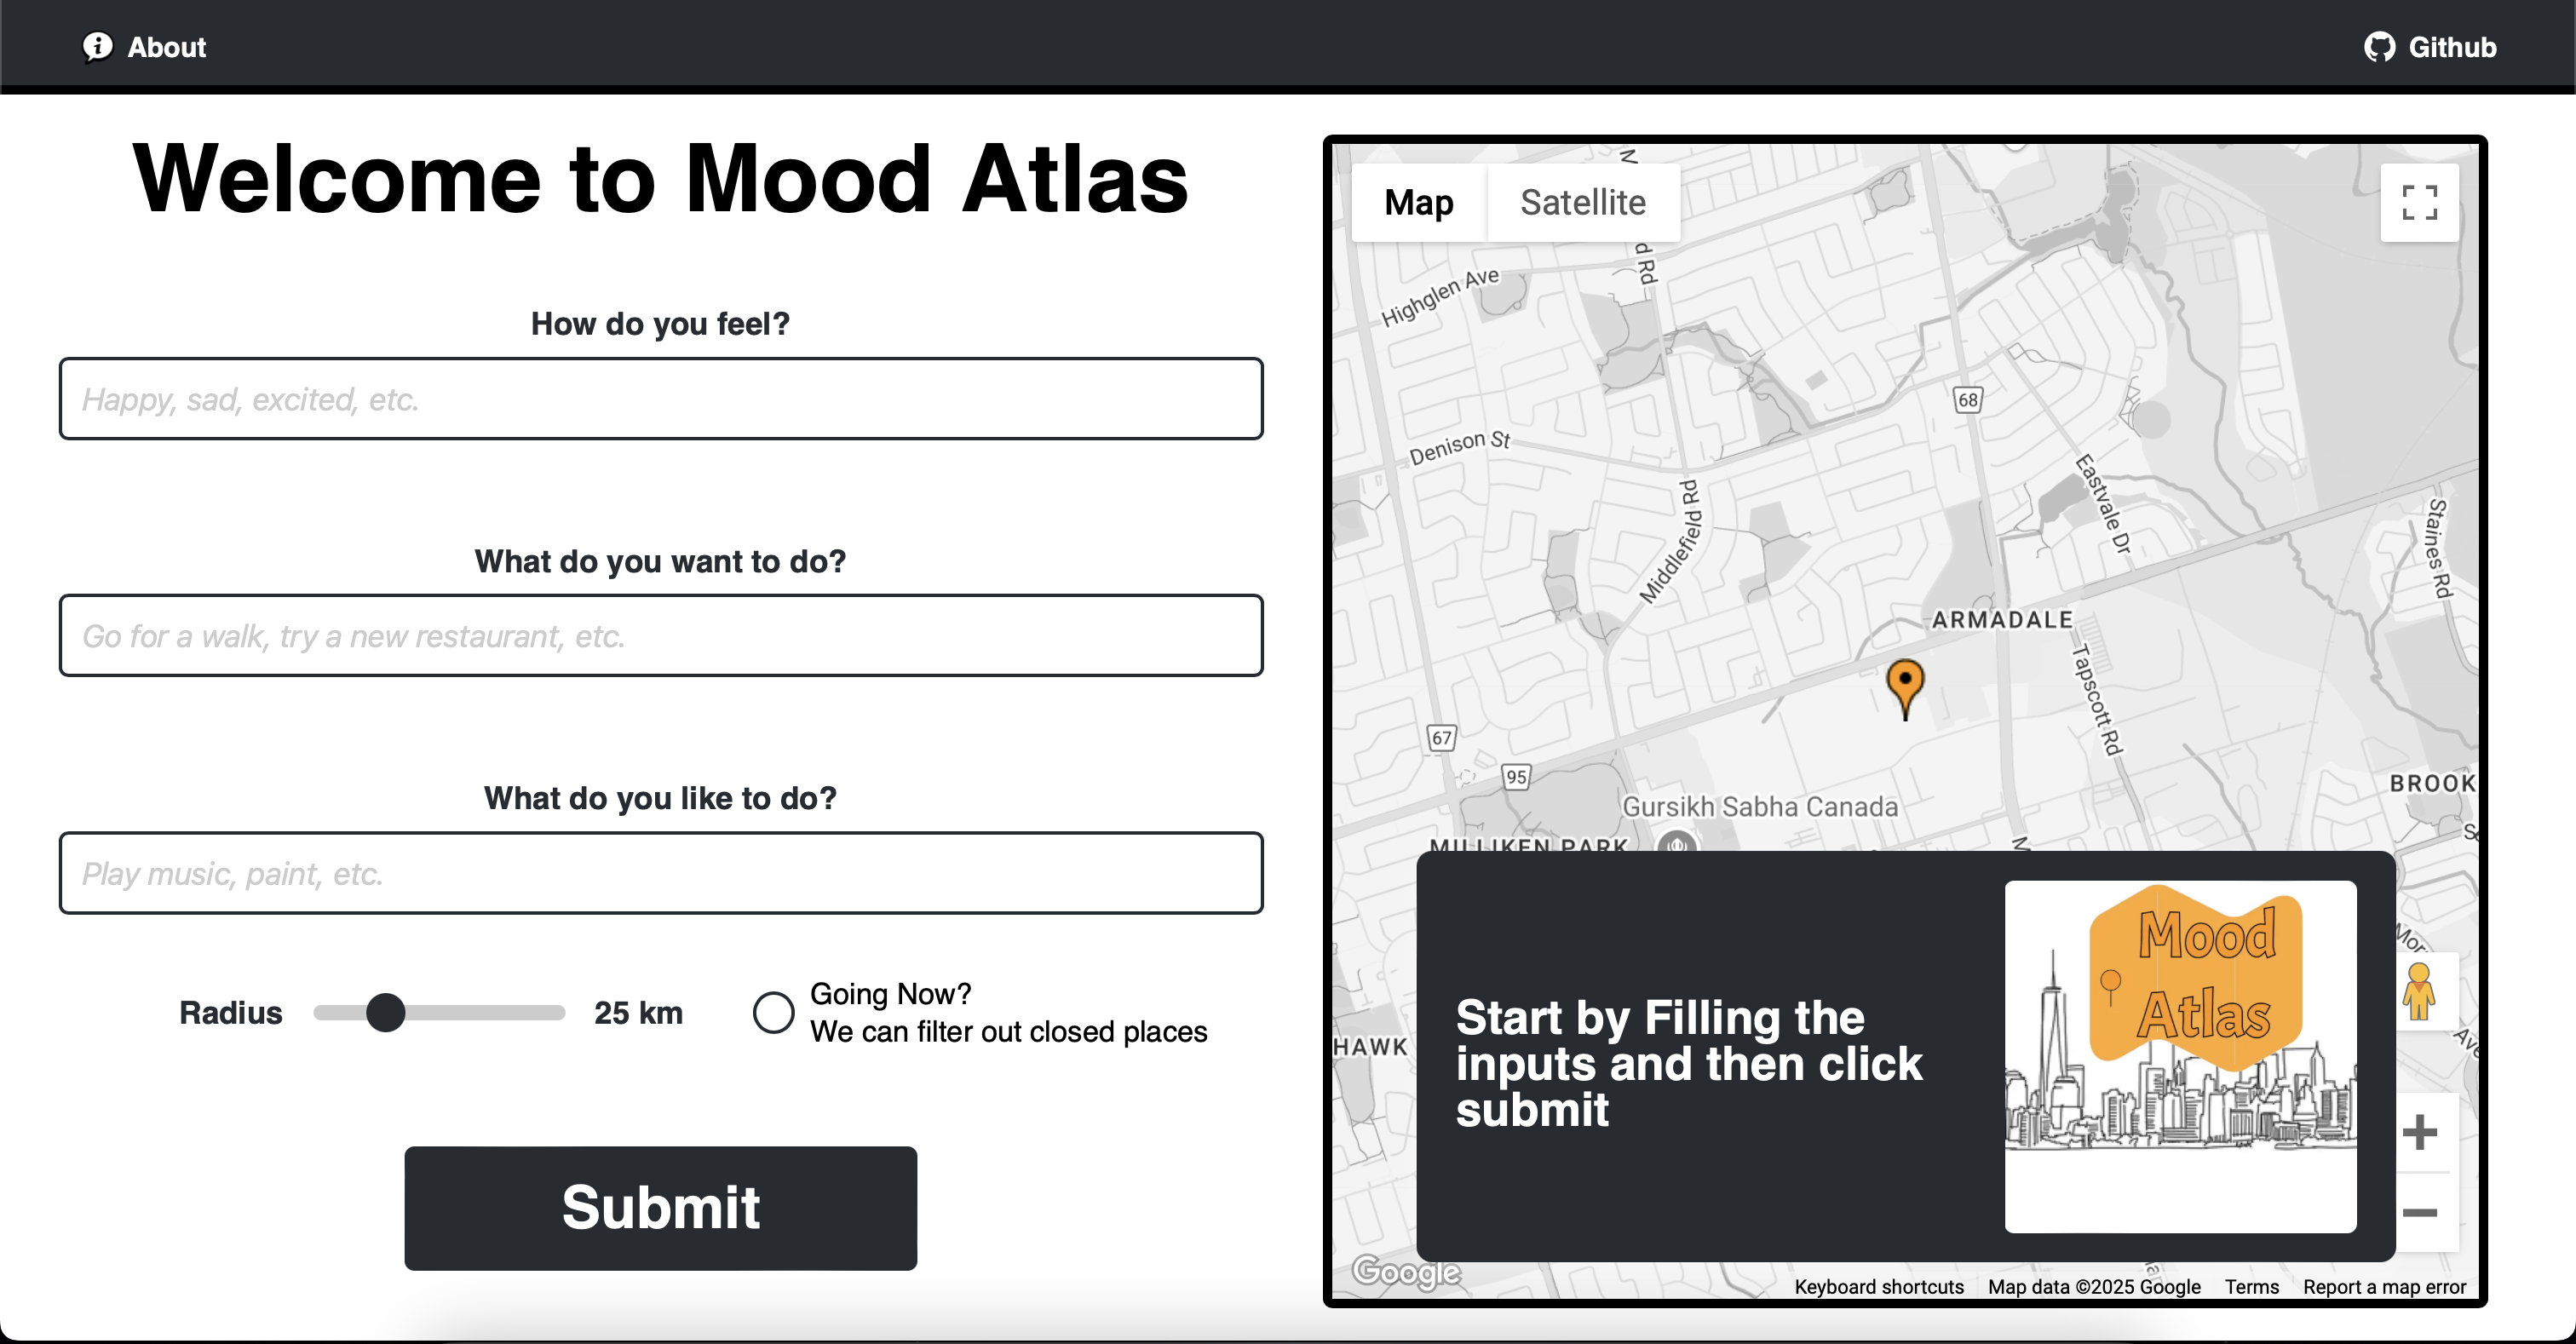 About
Github
Welcome to Mood Atlas
How do you feel?
Happy, sad, excited, etc.
What do you want to do?
Go for a walk, try a new restaurant, etc.
What do you like to do?
Play music, paint, etc.
Radius
25 km
Going Now?
We can filter out closed places
Submit
Map
Satellite
M
d Rd
Highglen Ave
68
Denison St
Middlefield Rd
Eastvale Dr
Staines Rd
ARMADALE
Tapscott Rd
67
95
BROOK
Gursikh Sabha Canada
MILLIKEN PARK
M
Mor
HAWK
Ave
Start by Filling the
inputs and then click
submit
Mood
Atlas
Google
Keyboard shortcuts
Map data ©2025 Google
Terms
Report a map error